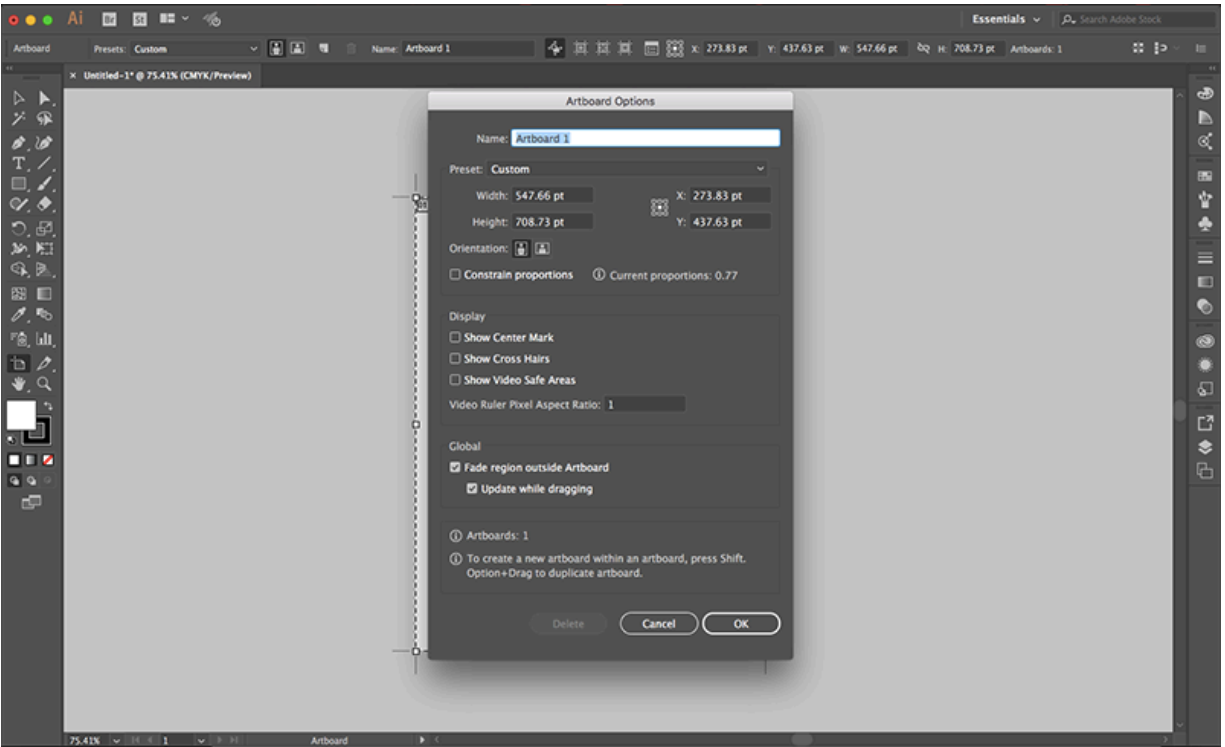 Ai Br St Essentials Search Adobe Stock
Artboard Presets: Custom Name: Artboard 1 X: 273.83 pt Y: 437.63 pt W: 547.66 pt H: 708.73 pt Artboards: 1
× Untitled-1* @ 75.41% (CMYK/Preview)
Artboard Options
Name: Artboard 1
Preset: Custom
Width: 547.66 pt X: 273.83 pt
Height: 708.73 pt Y: 437.63 pt
Orientation:
Constrain proportions Current proportions: 0.77
Display
Show Center Mark
Show Cross Hairs
Show Video Safe Areas
Video Ruler Pixel Aspect Ratio: 1
Global
Fade region outside Artboard
Update while dragging
Artboards: 1
To create a new artboard within an artboard, press Shift.
Option+Drag to duplicate artboard.
Delete Cancel OK
75.41% 1 Artboard